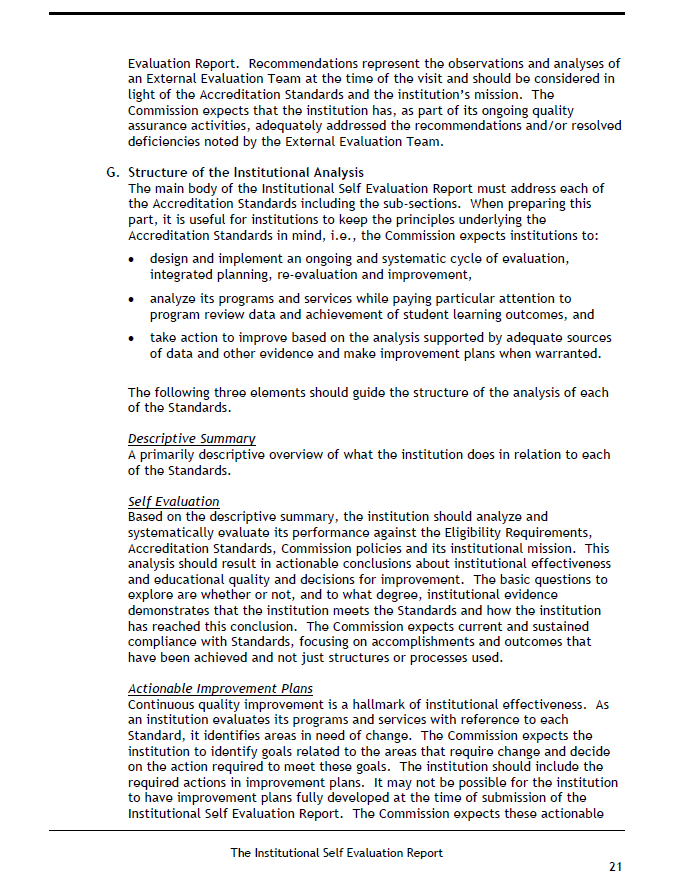 Evaluation Report.  Recommendations represent the observations and analyses of
an External Evaluation Team at the time of the visit and should be considered in
light of the Accreditation Standards and the institution's mission.  The
Commission expects that the institution has, as part of its ongoing quality
assurance activities, adequately addressed the recommendations and/or resolved
deficiencies noted by the External Evaluation Team.
G. Structure of the Institutional Analysis
The main body of the Institutional Self Evaluation Report must address each of
the Accreditation Standards including the sub-sections.  When preparing this
part, it is useful for institutions to keep the principles underlying the
Accreditation Standards in mind, i.e., the Commission expects institutions to:
• design and implement an ongoing and systematic cycle of evaluation,
integrated planning, re-evaluation and improvement,
• analyze its programs and services while paying particular attention to
program review data and achievement of student learning outcomes, and
• take action to improve based on the analysis supported by adequate sources
of data and other evidence and make improvement plans when warranted.
The following three elements should guide the structure of the analysis of each
of the Standards.
Descriptive Summary
A primarily descriptive overview of what the institution does in relation to each
of the Standards.
Self Evaluation
Based on the descriptive summary, the institution should analyze and
systematically evaluate its performance against the Eligibility Requirements,
Accreditation Standards, Commission policies and its institutional mission.  This
analysis should result in actionable conclusions about institutional effectiveness
and educational quality and decisions for improvement.  The basic questions to
explore are whether or not, and to what degree, institutional evidence
demonstrates that the institution meets the Standards and how the institution
has reached this conclusion.  The Commission expects current and sustained
compliance with Standards, focusing on accomplishments and outcomes that
have been achieved and not just structures or processes used.
Actionable Improvement Plans
Continuous quality improvement is a hallmark of institutional effectiveness.  As
an institution evaluates its programs and services with reference to each
Standard, it identifies areas in need of change.  The Commission expects the
institution to identify goals related to the areas that require change and decide
on the action required to meet these goals.  The institution should include the
required actions in improvement plans.  It may not be possible for the institution
to have improvement plans fully developed at the time of submission of the
Institutional Self Evaluation Report.  The Commission expects these actionable
The Institutional Self Evaluation Report
21